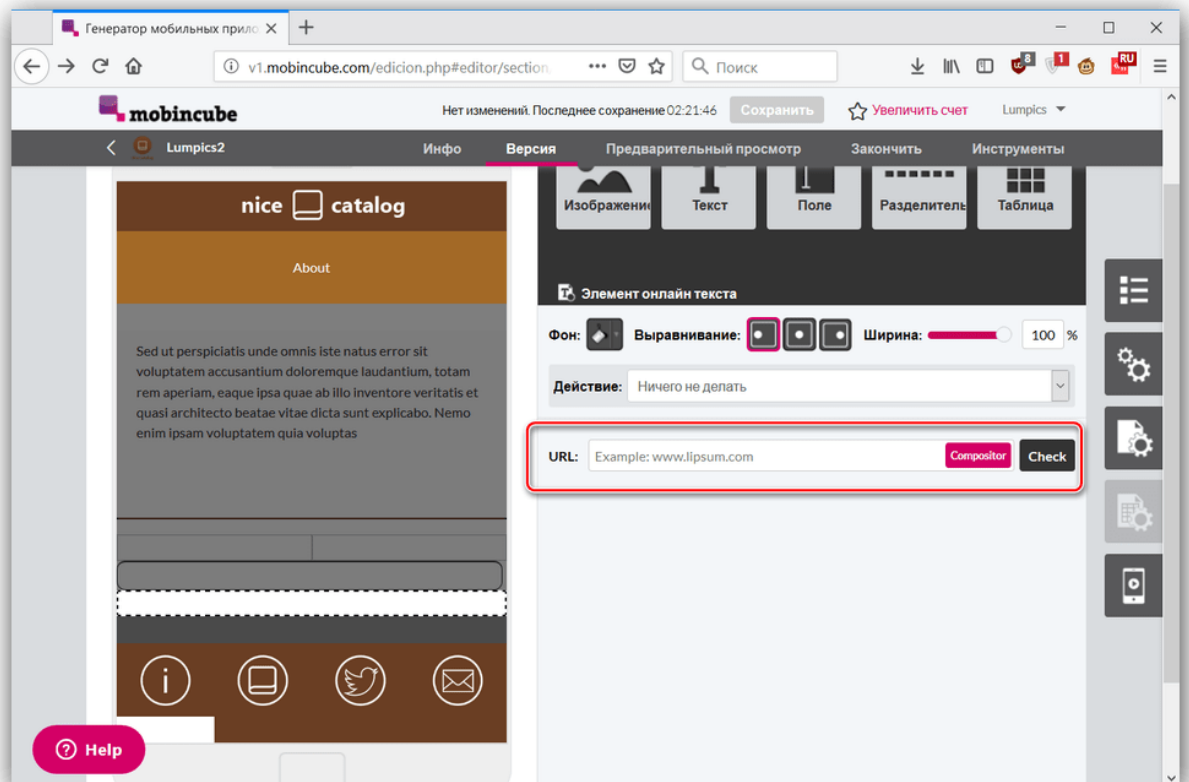 Генератор мобильных прило
v1.mobincube.com/edicion.php#editor/section
Поиск
8
1
RU
mobincube
Нет изменений. Последнее сохранение 02:21:46
Сохранить
Увеличить счет
Lumpics
Lumpics2
Инфо
Версия
Предварительный просмотр
Закончить
Инструменты
nice catalog
About
Sed ut perspiciatis unde omnis iste natus error sit
voluptatem accusantium doloremque laudantium, totam
rem aperiam, eaque ipsa quae ab illo inventore veritatis et
quasi architecto beatae vitae dicta sunt explicabo. Nemo
enim ipsam voluptatem quia voluptas
Изображение
Текст
Поле
Разделитель
Таблица
Элемент онлайн текста
Фон:
Выравнивание:
Ширина:
100 %
Действие: Ничего не делать
URL: Example: www.lipsum.com
Compositor
Check
Help